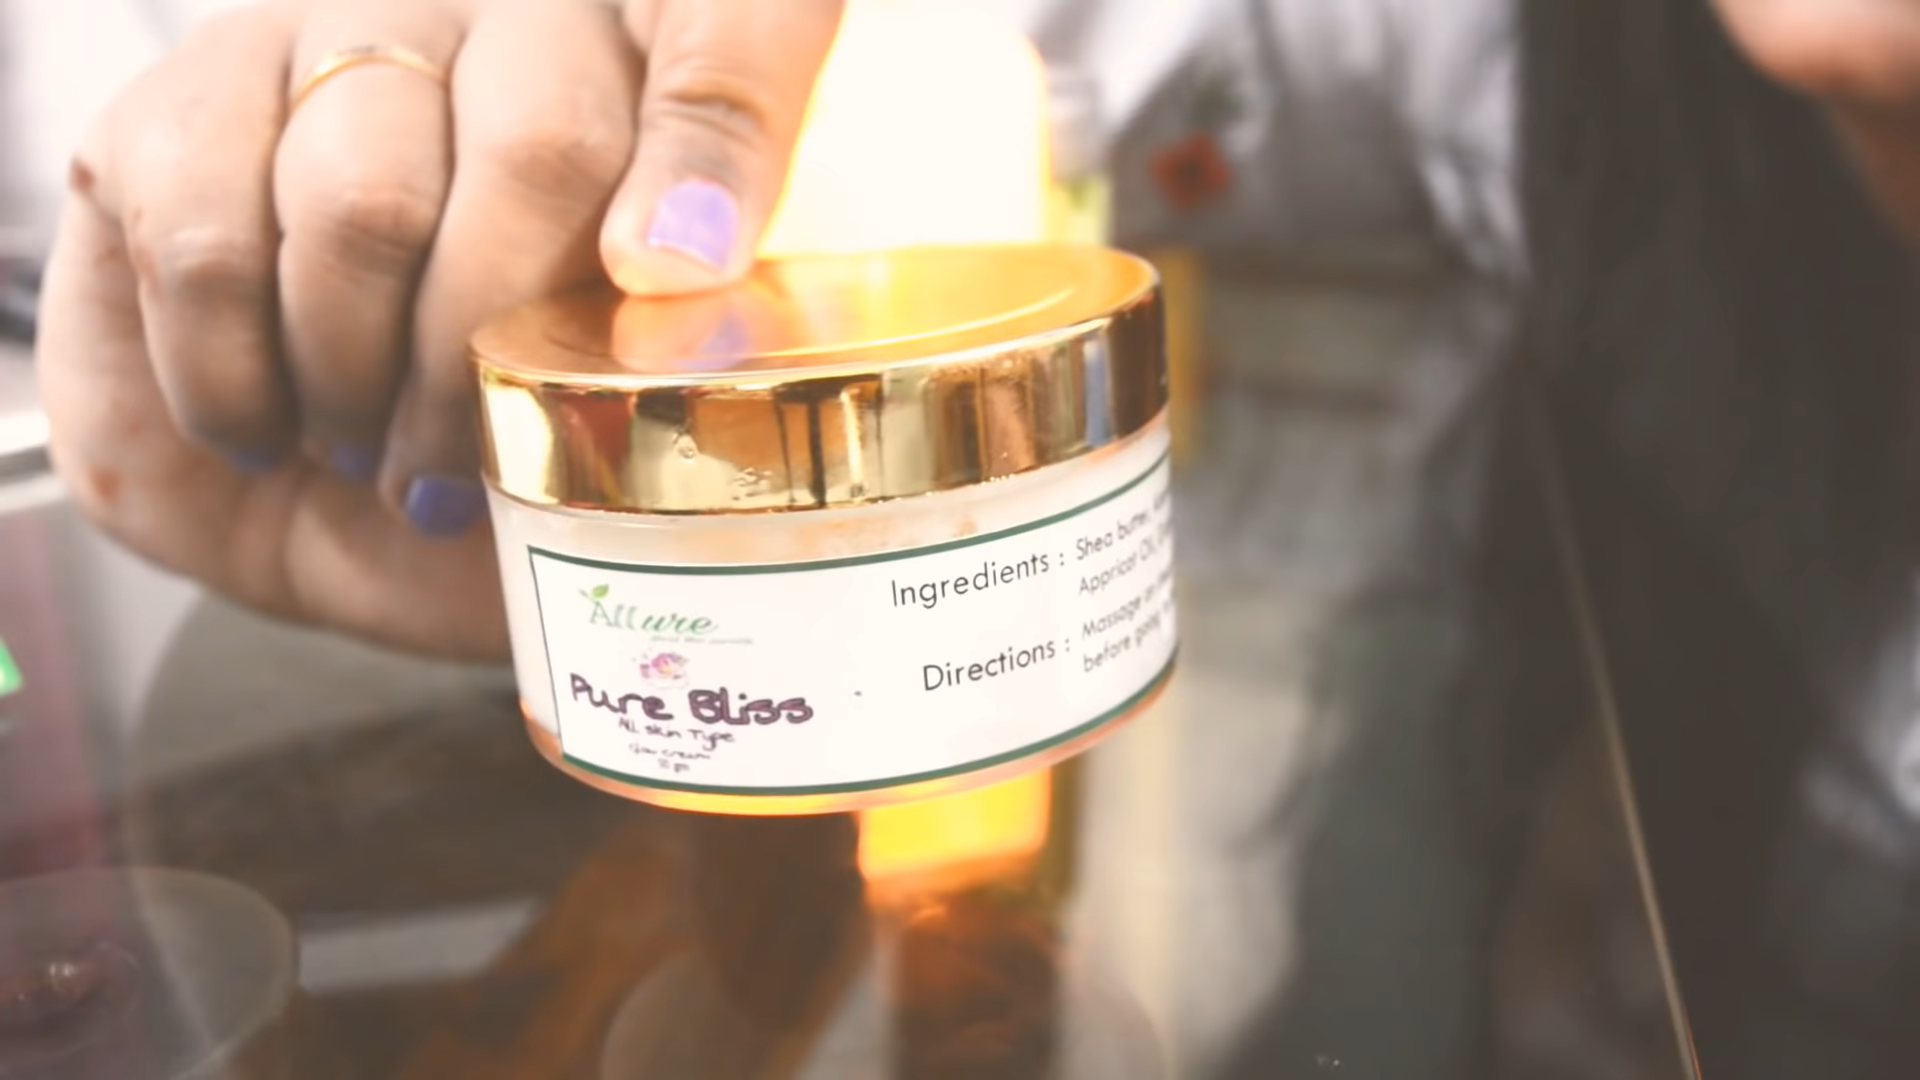 Allure
Pure Bliss
All skin Type
Ingredients : Shea butter,
Appricot Oil,
Directions : Massage
before going